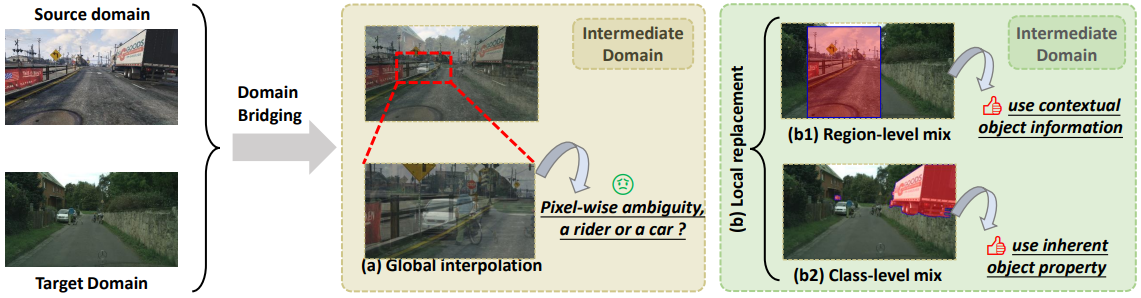 Source domain
Target Domain
Domain
Bridging
Intermediate
Domain
Pixel-wise ambiguity,
a rider or a car ?
(a) Global interpolation
(b) Local replacement
Intermediate
Domain
(b1) Region-level mix
use contextual
object information
(b2) Class-level mix
use inherent
object property